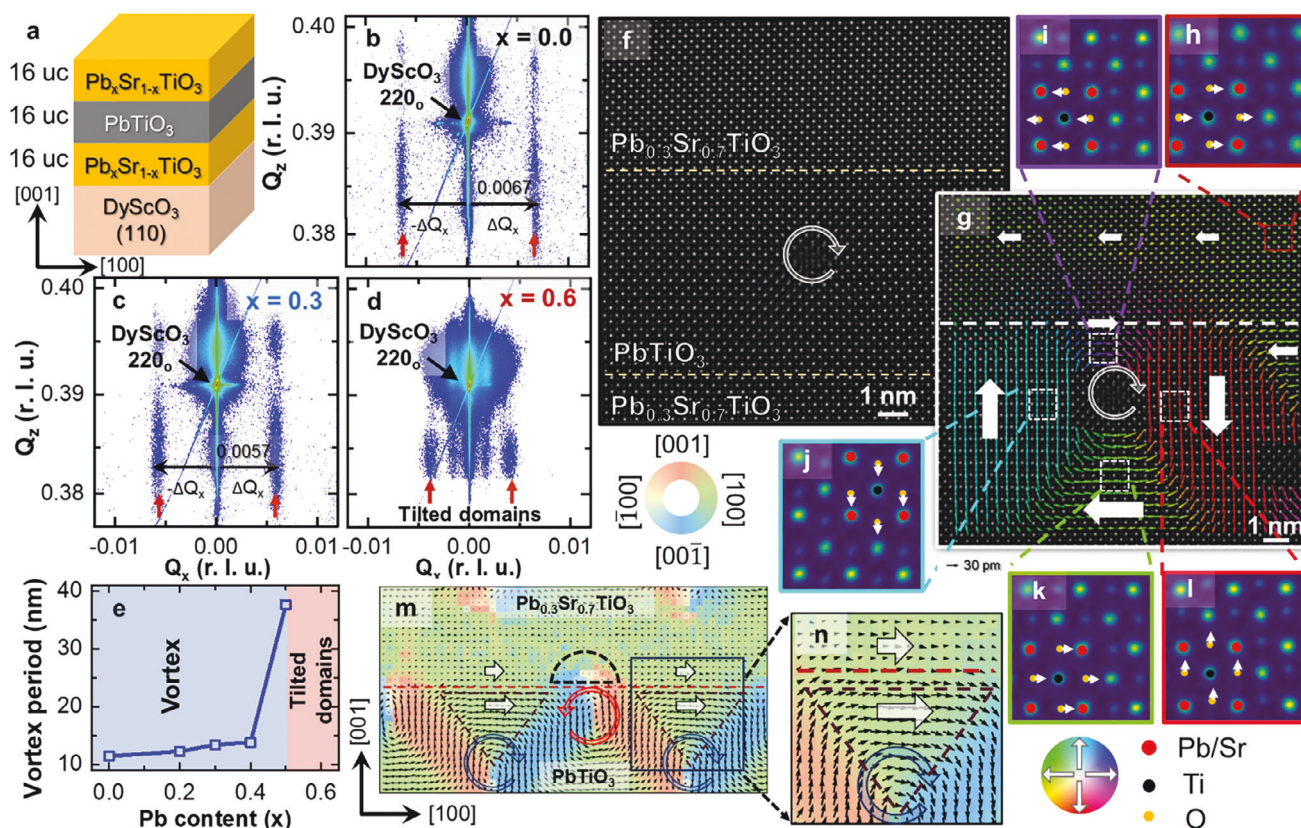 a
16 uc
PbₓSr₁₋ₓTiO₃
16 uc
PbTiO₃
16 uc
PbₓSr₁₋ₓTiO₃
[001]
DyScO₃
(110)
[100]
b
x = 0.0
0.40
0.39
0.38
Q_z (r. l. u.)
DyScO₃
220ₒ
0.0067
-ΔQₓ
ΔQₓ
c
x = 0.3
0.40
0.39
0.38
Q_z (r. l. u.)
DyScO₃
220ₒ
0.0057
-ΔQₓ
ΔQₓ
-0.01
0.00
0.01
Qₓ (r. l. u.)
d
x = 0.6
DyScO₃
220ₒ
Tilted domains
0.00
0.01
Qₓ (r. l. u.)
e
Vortex period (nm)
40
30
20
10
Vortex
Tilted
domains
0.0
0.2
0.4
0.6
Pb content (x)
f
Pb₀.₃Sr₀.₇TiO₃
PbTiO₃
Pb₀.₃Sr₀.₇TiO₃
1 nm
[001]
[1̄00]
[100]
[001̄]
i
h
g
1 nm
→ 30 pm
j
k
l
m
Pb₀.₃Sr₀.₇TiO₃
PbTiO₃
[001]
[100]
n
Pb/Sr
Ti
O